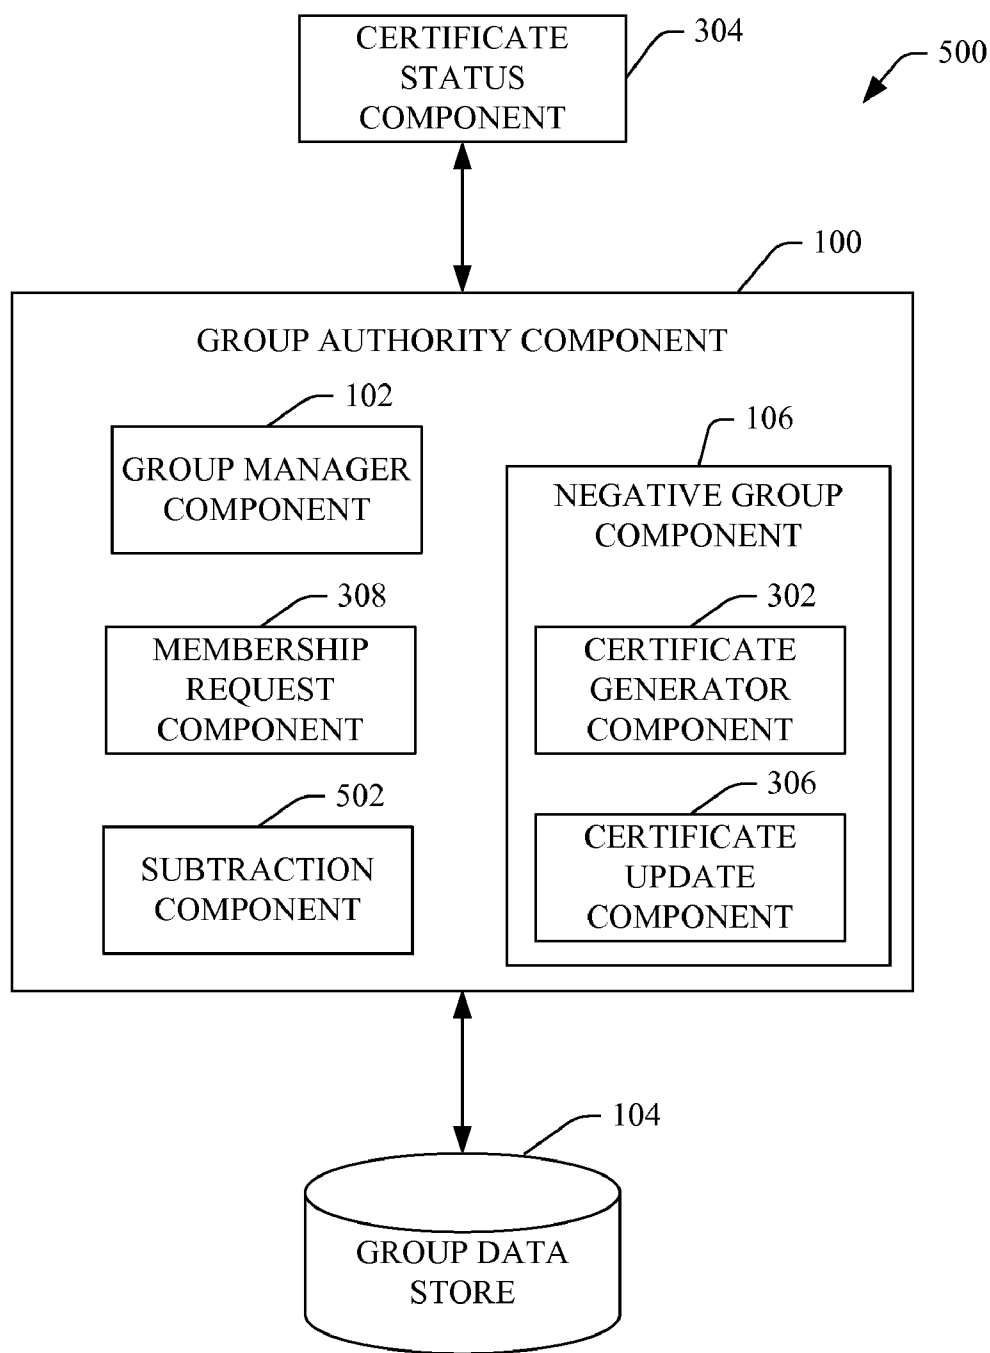 CERTIFICATE
STATUS
COMPONENT
304
500
100
GROUP AUTHORITY COMPONENT
102
GROUP MANAGER
COMPONENT
106
NEGATIVE GROUP
COMPONENT
308
MEMBERSHIP
REQUEST
COMPONENT
302
CERTIFICATE
GENERATOR
COMPONENT
502
SUBTRACTION
COMPONENT
306
CERTIFICATE
UPDATE
COMPONENT
104
GROUP DATA
STORE